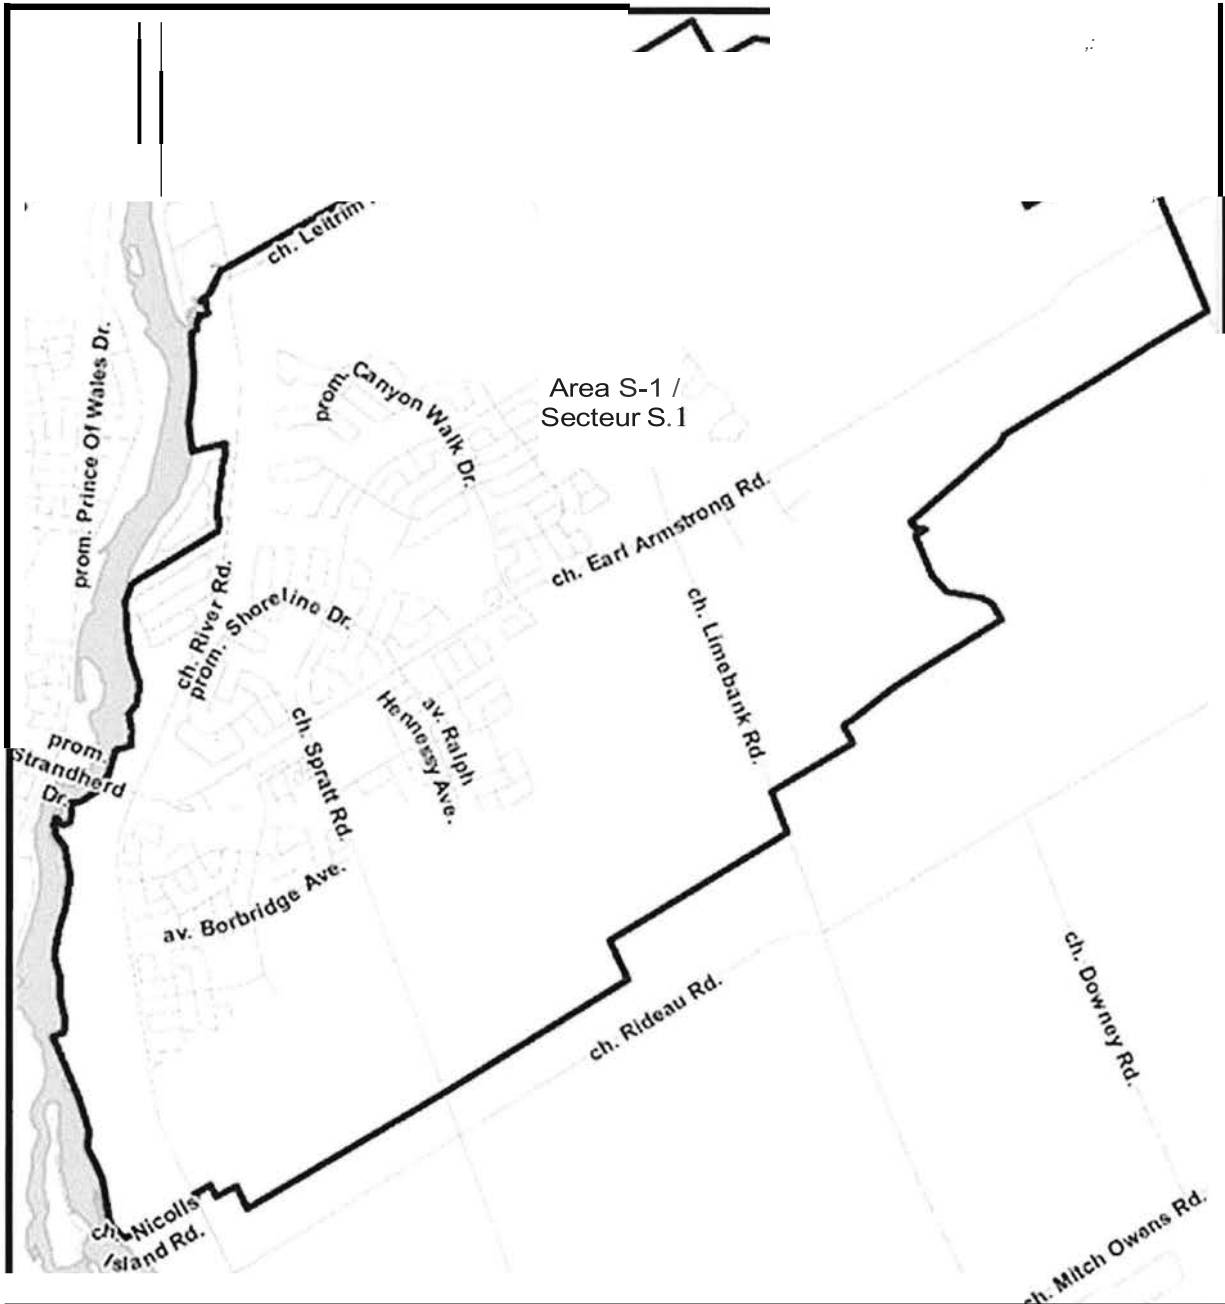 ch. Leitrim
prom. Prince Of Wales Dr.
prom. Canyon Walk Dr.
Area S-1 /
Secteur S.1
ch. Earl Armstrong Rd.
ch. River Rd.
prom. Shoreline Dr.
ch. Limebank Rd.
av. Ralph
Hennessy Ave.
ch. Spratt Rd.
prom.
Strandherd
Dr.
av. Borbridge Ave.
ch. Rideau Rd.
ch. Downey Rd.
ch. Nicolls
Island Rd.
ch. Mitch Owens Rd.